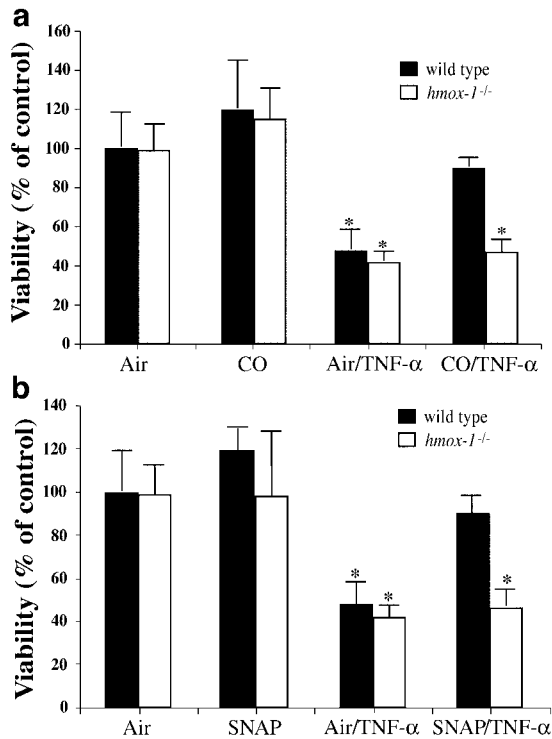 a
160
140
120
100
80
60
40
20
0
Viability (% of control)
wild type
hmox-1-/-
* * *
Air CO Air/TNF-α CO/TNF-α
b
140
120
100
80
60
40
20
0
Viability (% of control)
wild type
hmox-1-/-
* * *
Air SNAP Air/TNF-α SNAP/TNF-α